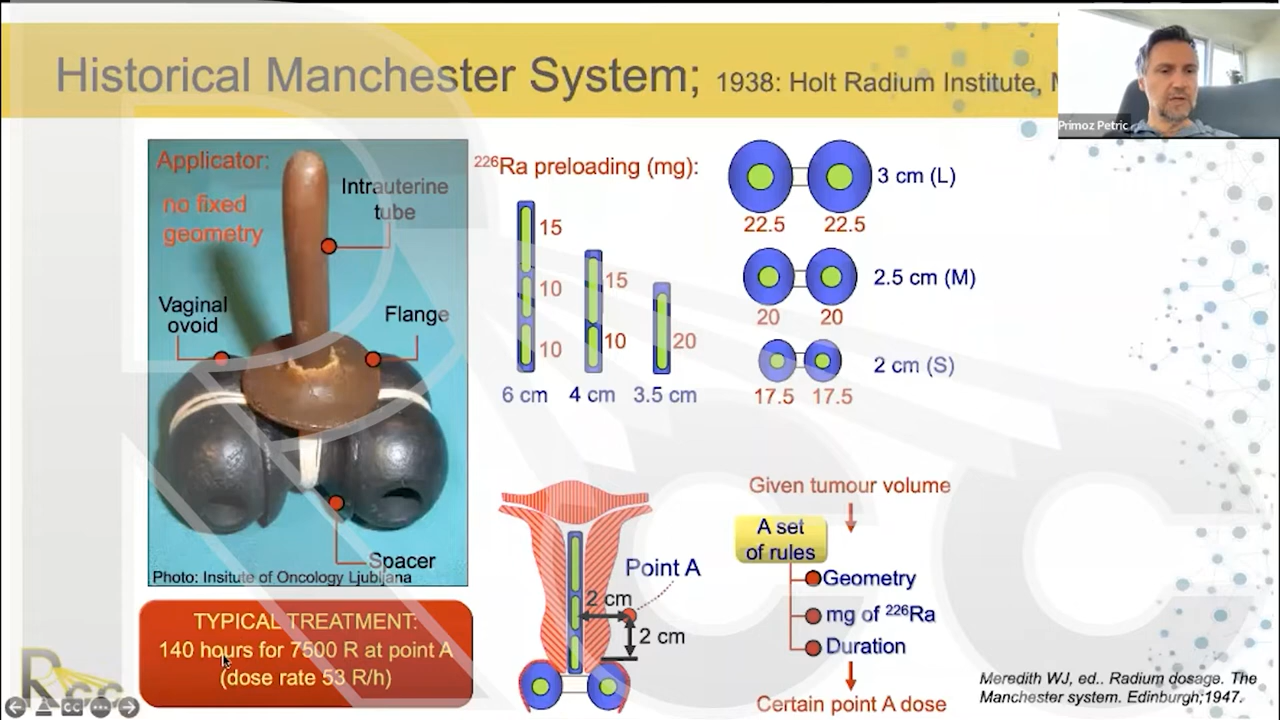 Historical Manchester System; 1938: Holt Radium Institute,
Primoz Petric
Applicator:
no fixed
geometry
Intrauterine
tube
Vaginal
ovoid
Flange
Spacer
Photo: Insitute of Oncology Ljubljana
TYPICAL TREATMENT:
140 hours for 7500 R at point A
(dose rate 53 R/h)
226Ra preloading (mg):
15
10
10
6 cm
15
10
4 cm
20
3.5 cm
3 cm (L)
22.5 22.5
2.5 cm (M)
20 20
2 cm (S)
17.5 17.5
Point A
2 cm
2 cm
Given tumour volume
A set
of rules
Geometry
mg of 226Ra
Duration
Certain point A dose
Meredith WJ, ed.. Radium dosage. The
Manchester system. Edinburgh;1947.